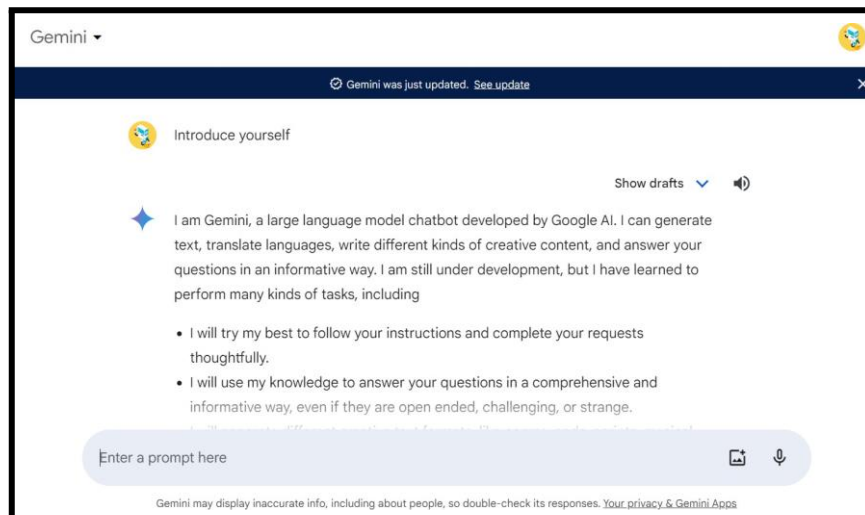 Gemini
Gemini was just updated. See update
Introduce yourself
Show drafts
I am Gemini, a large language model chatbot developed by Google AI. I can generate
text, translate languages, write different kinds of creative content, and answer your
questions in an informative way. I am still under development, but I have learned to
perform many kinds of tasks, including
• I will try my best to follow your instructions and complete your requests
thoughtfully.
• I will use my knowledge to answer your questions in a comprehensive and
informative way, even if they are open ended, challenging, or strange.
Enter a prompt here
Gemini may display inaccurate info, including about people, so double-check its responses. Your privacy & Gemini Apps